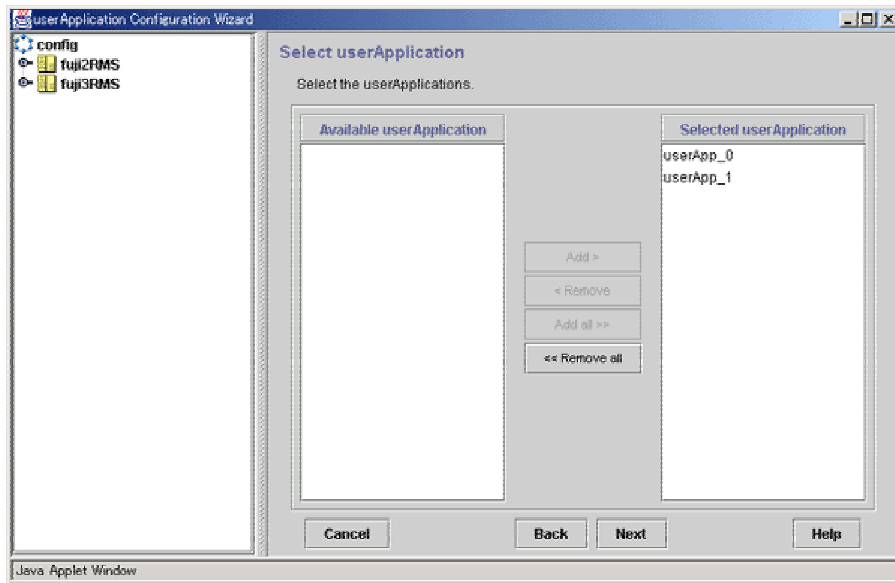 userApplication Configuration Wizard
config
fuji2RMS
fuji3RMS
Select userApplication
Select the userApplications.
Available userApplication
Selected userApplication
userApp_0
userApp_1
Add >
< Remove
Add all >>
<< Remove all
Cancel
Back
Next
Help
Java Applet Window